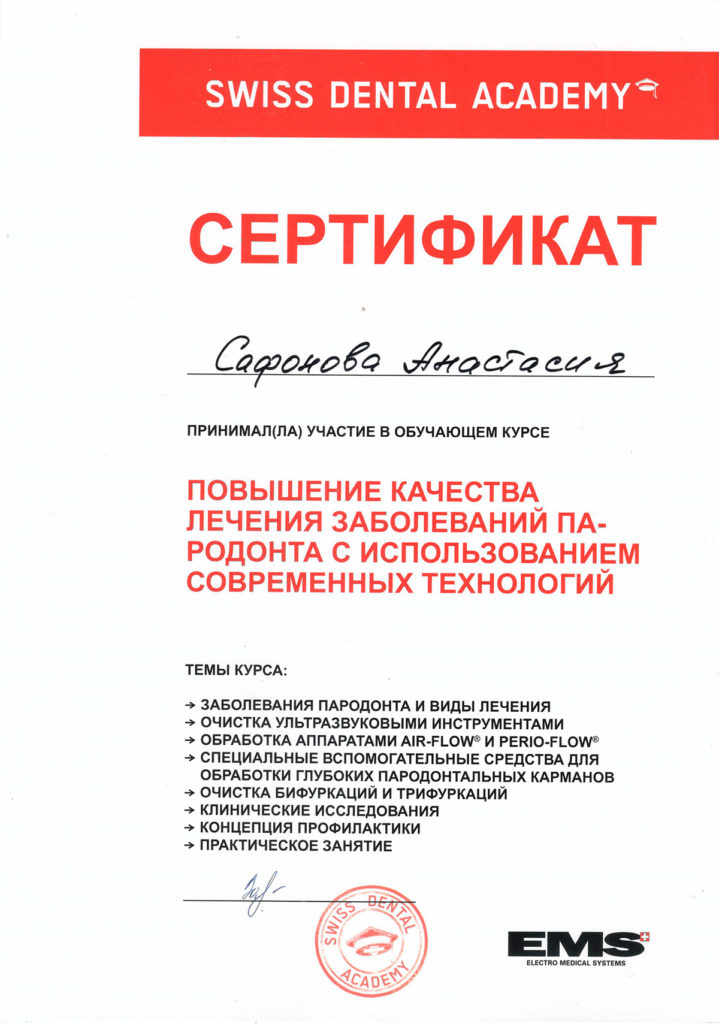 SWISS DENTAL ACADEMY
СЕРТИФИКАТ
Сафонова Анастасия
ПРИНИМАЛ(ЛА) УЧАСТИЕ В ОБУЧАЮЩЕМ КУРСЕ
ПОВЫШЕНИЕ КАЧЕСТВА
ЛЕЧЕНИЯ ЗАБОЛЕВАНИЙ ПА-
РОДОНТА С ИСПОЛЬЗОВАНИЕМ
СОВРЕМЕННЫХ ТЕХНОЛОГИЙ
ТЕМЫ КУРСА:
→ ЗАБОЛЕВАНИЯ ПАРОДОНТА И ВИДЫ ЛЕЧЕНИЯ
→ ОЧИСТКА УЛЬТРАЗВУКОВЫМИ ИНСТРУМЕНТАМИ
→ ОБРАБОТКА АППАРАТАМИ AIR-FLOW® И PERIO-FLOW®
→ СПЕЦИАЛЬНЫЕ ВСПОМОГАТЕЛЬНЫЕ СРЕДСТВА ДЛЯ
ОБРАБОТКИ ГЛУБОКИХ ПАРОДОНТАЛЬНЫХ КАРМАНОВ
→ ОЧИСТКА БИФУРКАЦИЙ И ТРИФУРКАЦИЙ
→ КЛИНИЧЕСКИЕ ИССЛЕДОВАНИЯ
→ КОНЦЕПЦИЯ ПРОФИЛАКТИКИ
→ ПРАКТИЧЕСКОЕ ЗАНЯТИЕ
SWISS DENTAL
ACADEMY
EMS
ELECTRO MEDICAL SYSTEMS